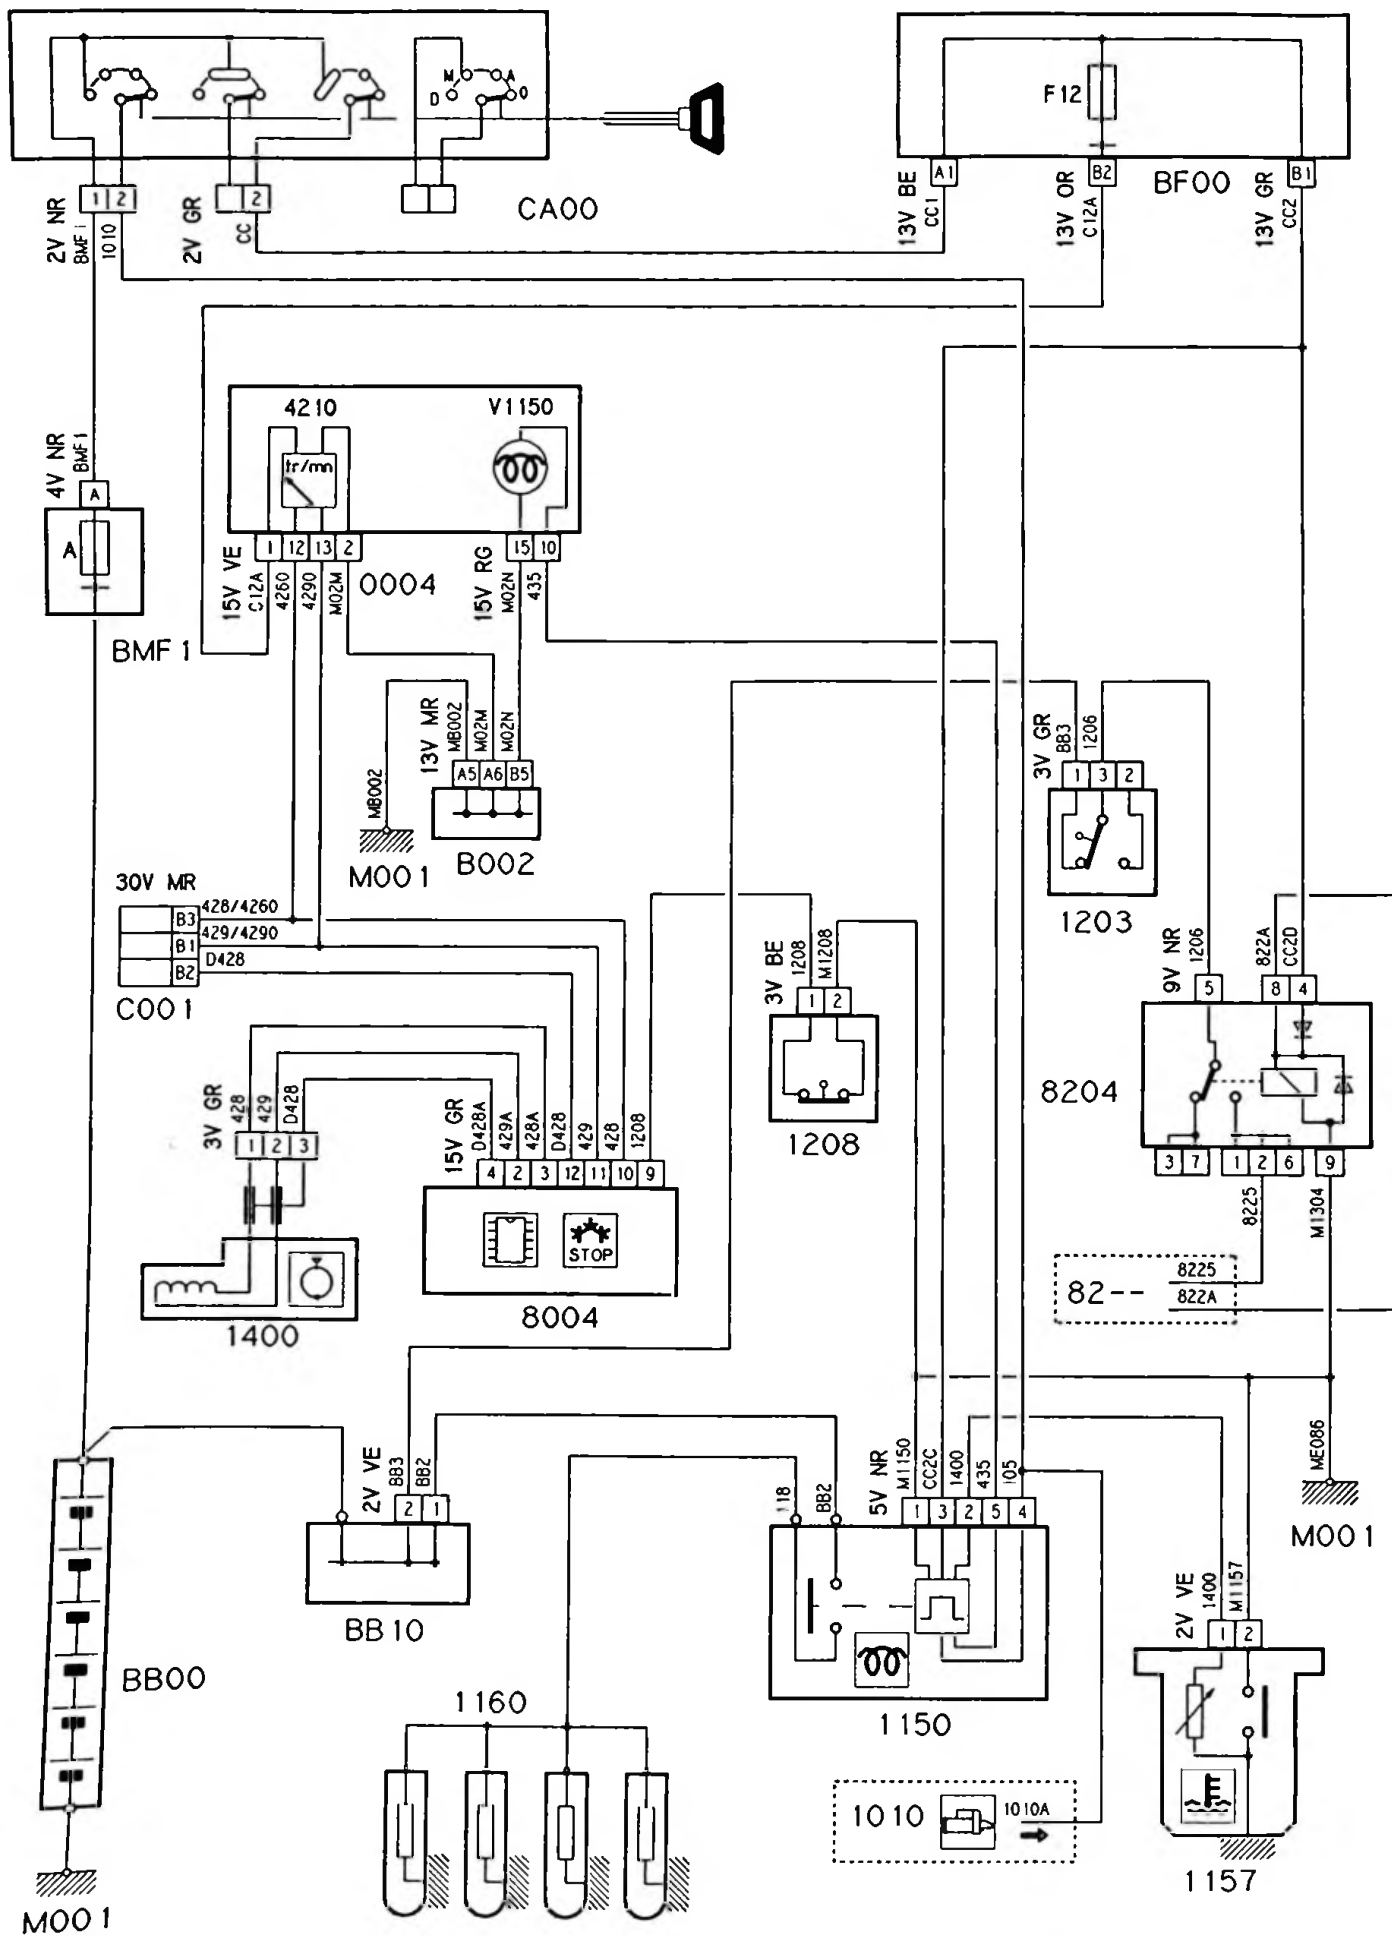 M A
D O
F12
1 2
2
CA00
A1 B2 B1
BF00
2V NR
BMF1
1010
2V GR
CC
13V BE
CC1
13V OR
C12A
13V GR
CC2
4V NR
BMF1
A
A
BMF1
4210 V1150
tr/mn
1 12 13 2
15 10
0004
15V VE
C12A
4260
4290
M02M
15V RG
M02N
435
13V MR
MB002
M02M
M02N
MB002
A5 A6 B5
M001
B002
3V GR
BB3
1206
1 3 2
1203
30V MR
B3 428/4260
B1 429/4290
B2 D428
C001
3V BE
1208
M1208
1 2
1208
9V NR
1206
822A
CC2D
5 8 4
8204
3 7 1 2 6 9
8225
M1304
3V GR
428
429
D428
1 2 3
1400
15V GR
D428A
429A
428A
D428
429
428
1208
4 2 3 12 11 10 9
STOP
8004
82--
8225
822A
2V VE
BB3
BB2
2 1
BB10
118
BB2
5V NR
M1150
CC2C
1400
435
105
1 3 2 5 4
1150
ME086
M001
2V VE
1400
M1157
1 2
1157
BB00
M001
1160
1010
1010A